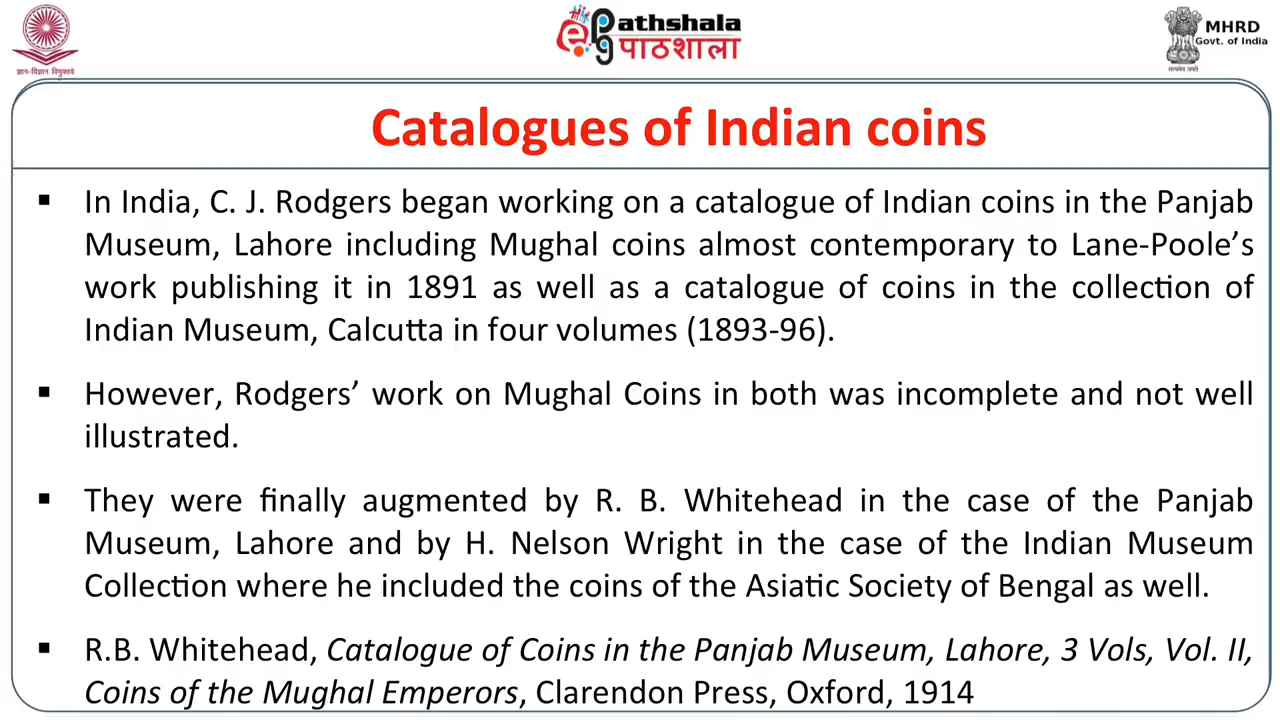 ज्ञान-विज्ञान विमुक्तये
ePg Pathshala
पाठशाला
MHRD
Govt. of India
सत्यमेव जयते
Catalogues of Indian coins
▪ In India, C. J. Rodgers began working on a catalogue of Indian coins in the Panjab
Museum, Lahore including Mughal coins almost contemporary to Lane-Poole’s
work publishing it in 1891 as well as a catalogue of coins in the collection of
Indian Museum, Calcutta in four volumes (1893-96).
▪ However, Rodgers’ work on Mughal Coins in both was incomplete and not well
illustrated.
▪ They were finally augmented by R. B. Whitehead in the case of the Panjab
Museum, Lahore and by H. Nelson Wright in the case of the Indian Museum
Collection where he included the coins of the Asiatic Society of Bengal as well.
▪ R.B. Whitehead, Catalogue of Coins in the Panjab Museum, Lahore, 3 Vols, Vol. II,
Coins of the Mughal Emperors, Clarendon Press, Oxford, 1914